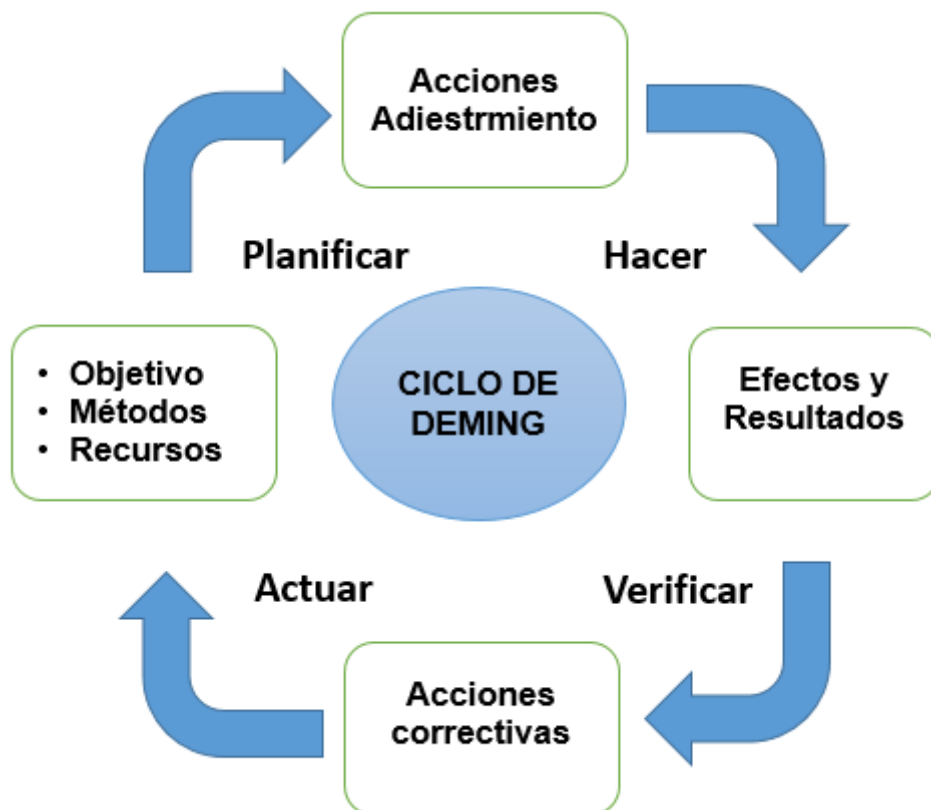 Acciones
Adiestrmiento
Planificar
Hacer
• Objetivo
• Métodos
• Recursos
CICLO DE
DEMING
Efectos y
Resultados
Actuar
Verificar
Acciones
correctivas